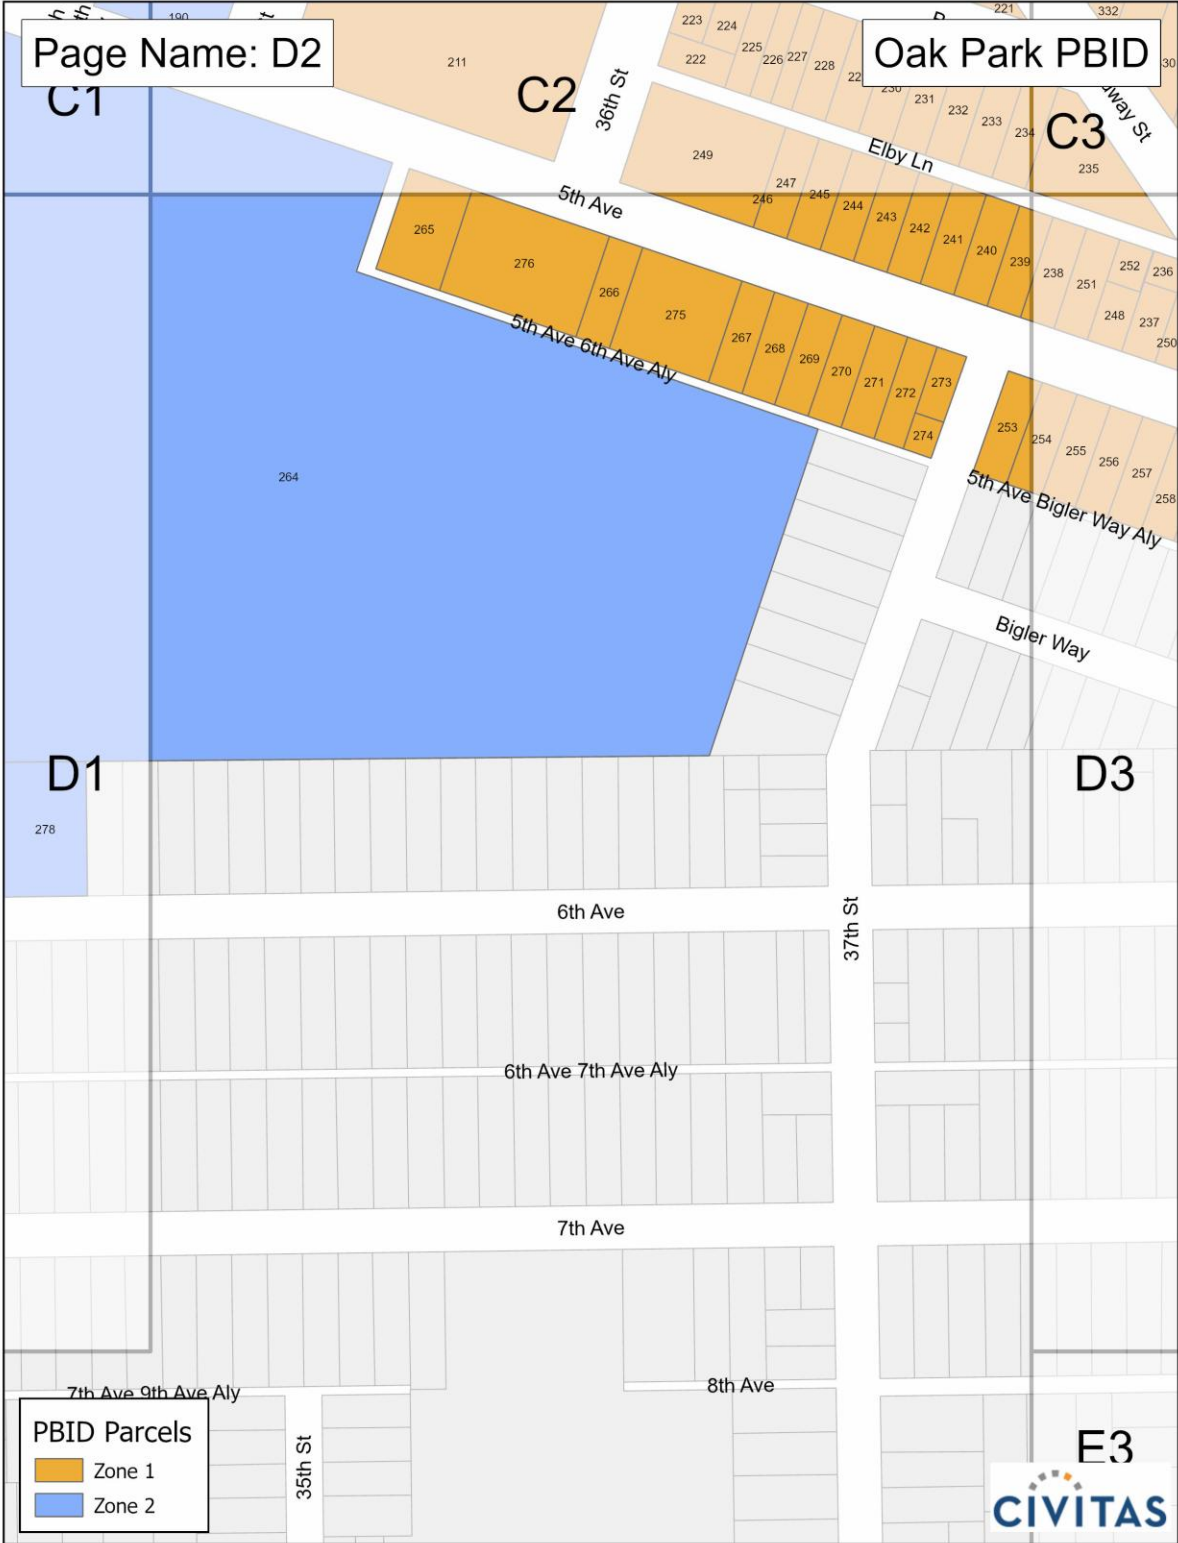 190
221
332
223
224
Page Name: D2
Oak Park PBID
211
222
225
226
227
228
230
231
232
233
234
C1
C2
36th St
C3
235
Elby Ln
249
247
246
245
244
243
242
241
240
239
238
251
252
236
248
237
250
5th Ave
265
276
266
275
267
268
269
270
271
272
273
274
5th Ave 6th Ave Aly
253
254
255
256
257
258
5th Ave Bigler Way Aly
264
Bigler Way
D1
D3
278
6th Ave
37th St
6th Ave 7th Ave Aly
7th Ave
7th Ave 9th Ave Aly
8th Ave
35th St
PBID Parcels
Zone 1
Zone 2
E3
CIVITAS